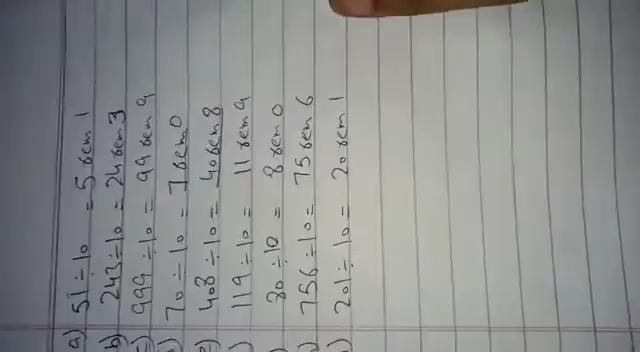 a) 51 ÷ 10 = 5 rem 1
b) 243 ÷ 10 = 24 rem 3
999 ÷ 10 = 99 rem 9
70 ÷ 10 = 7 rem 0
408 ÷ 10 = 40 rem 8
119 ÷ 10 = 11 rem 9
80 ÷ 10 = 8 rem 0
756 ÷ 10 = 75 rem 6
201 ÷ 10 = 20 rem 1